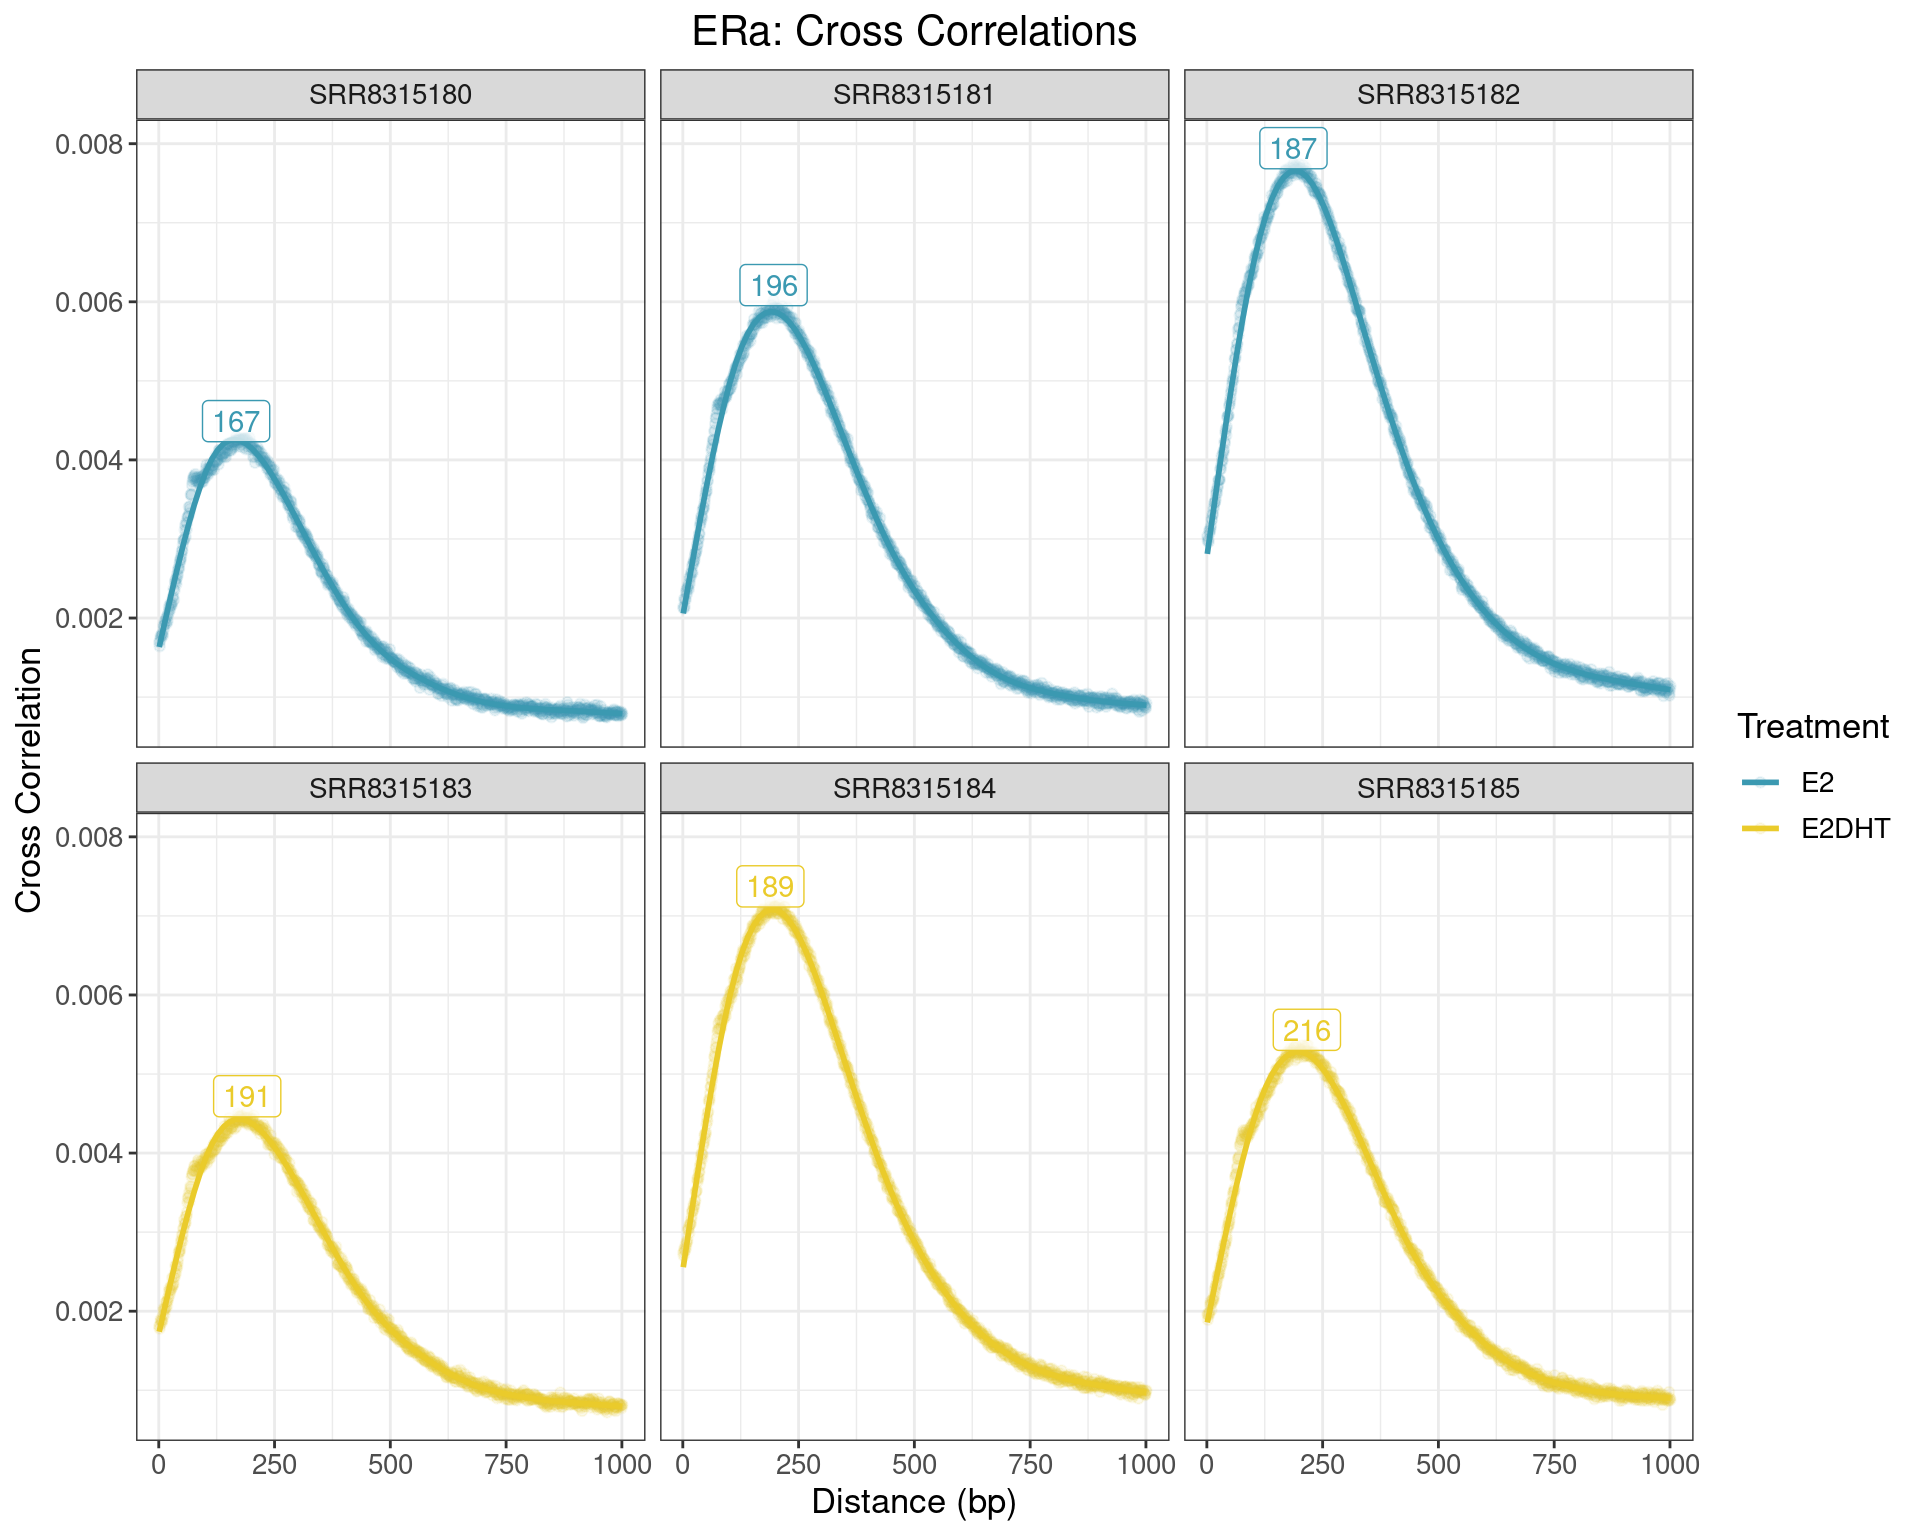 ERa: Cross Correlations
SRR8315180
SRR8315181
SRR8315182
0.008
0.006
0.004
0.002
167
196
187
SRR8315183
SRR8315184
SRR8315185
0.008
0.006
0.004
0.002
191
189
216
0 250 500 750 1000
0 250 500 750 1000
0 250 500 750 1000
Distance (bp)
Cross Correlation
Treatment
E2
E2DHT